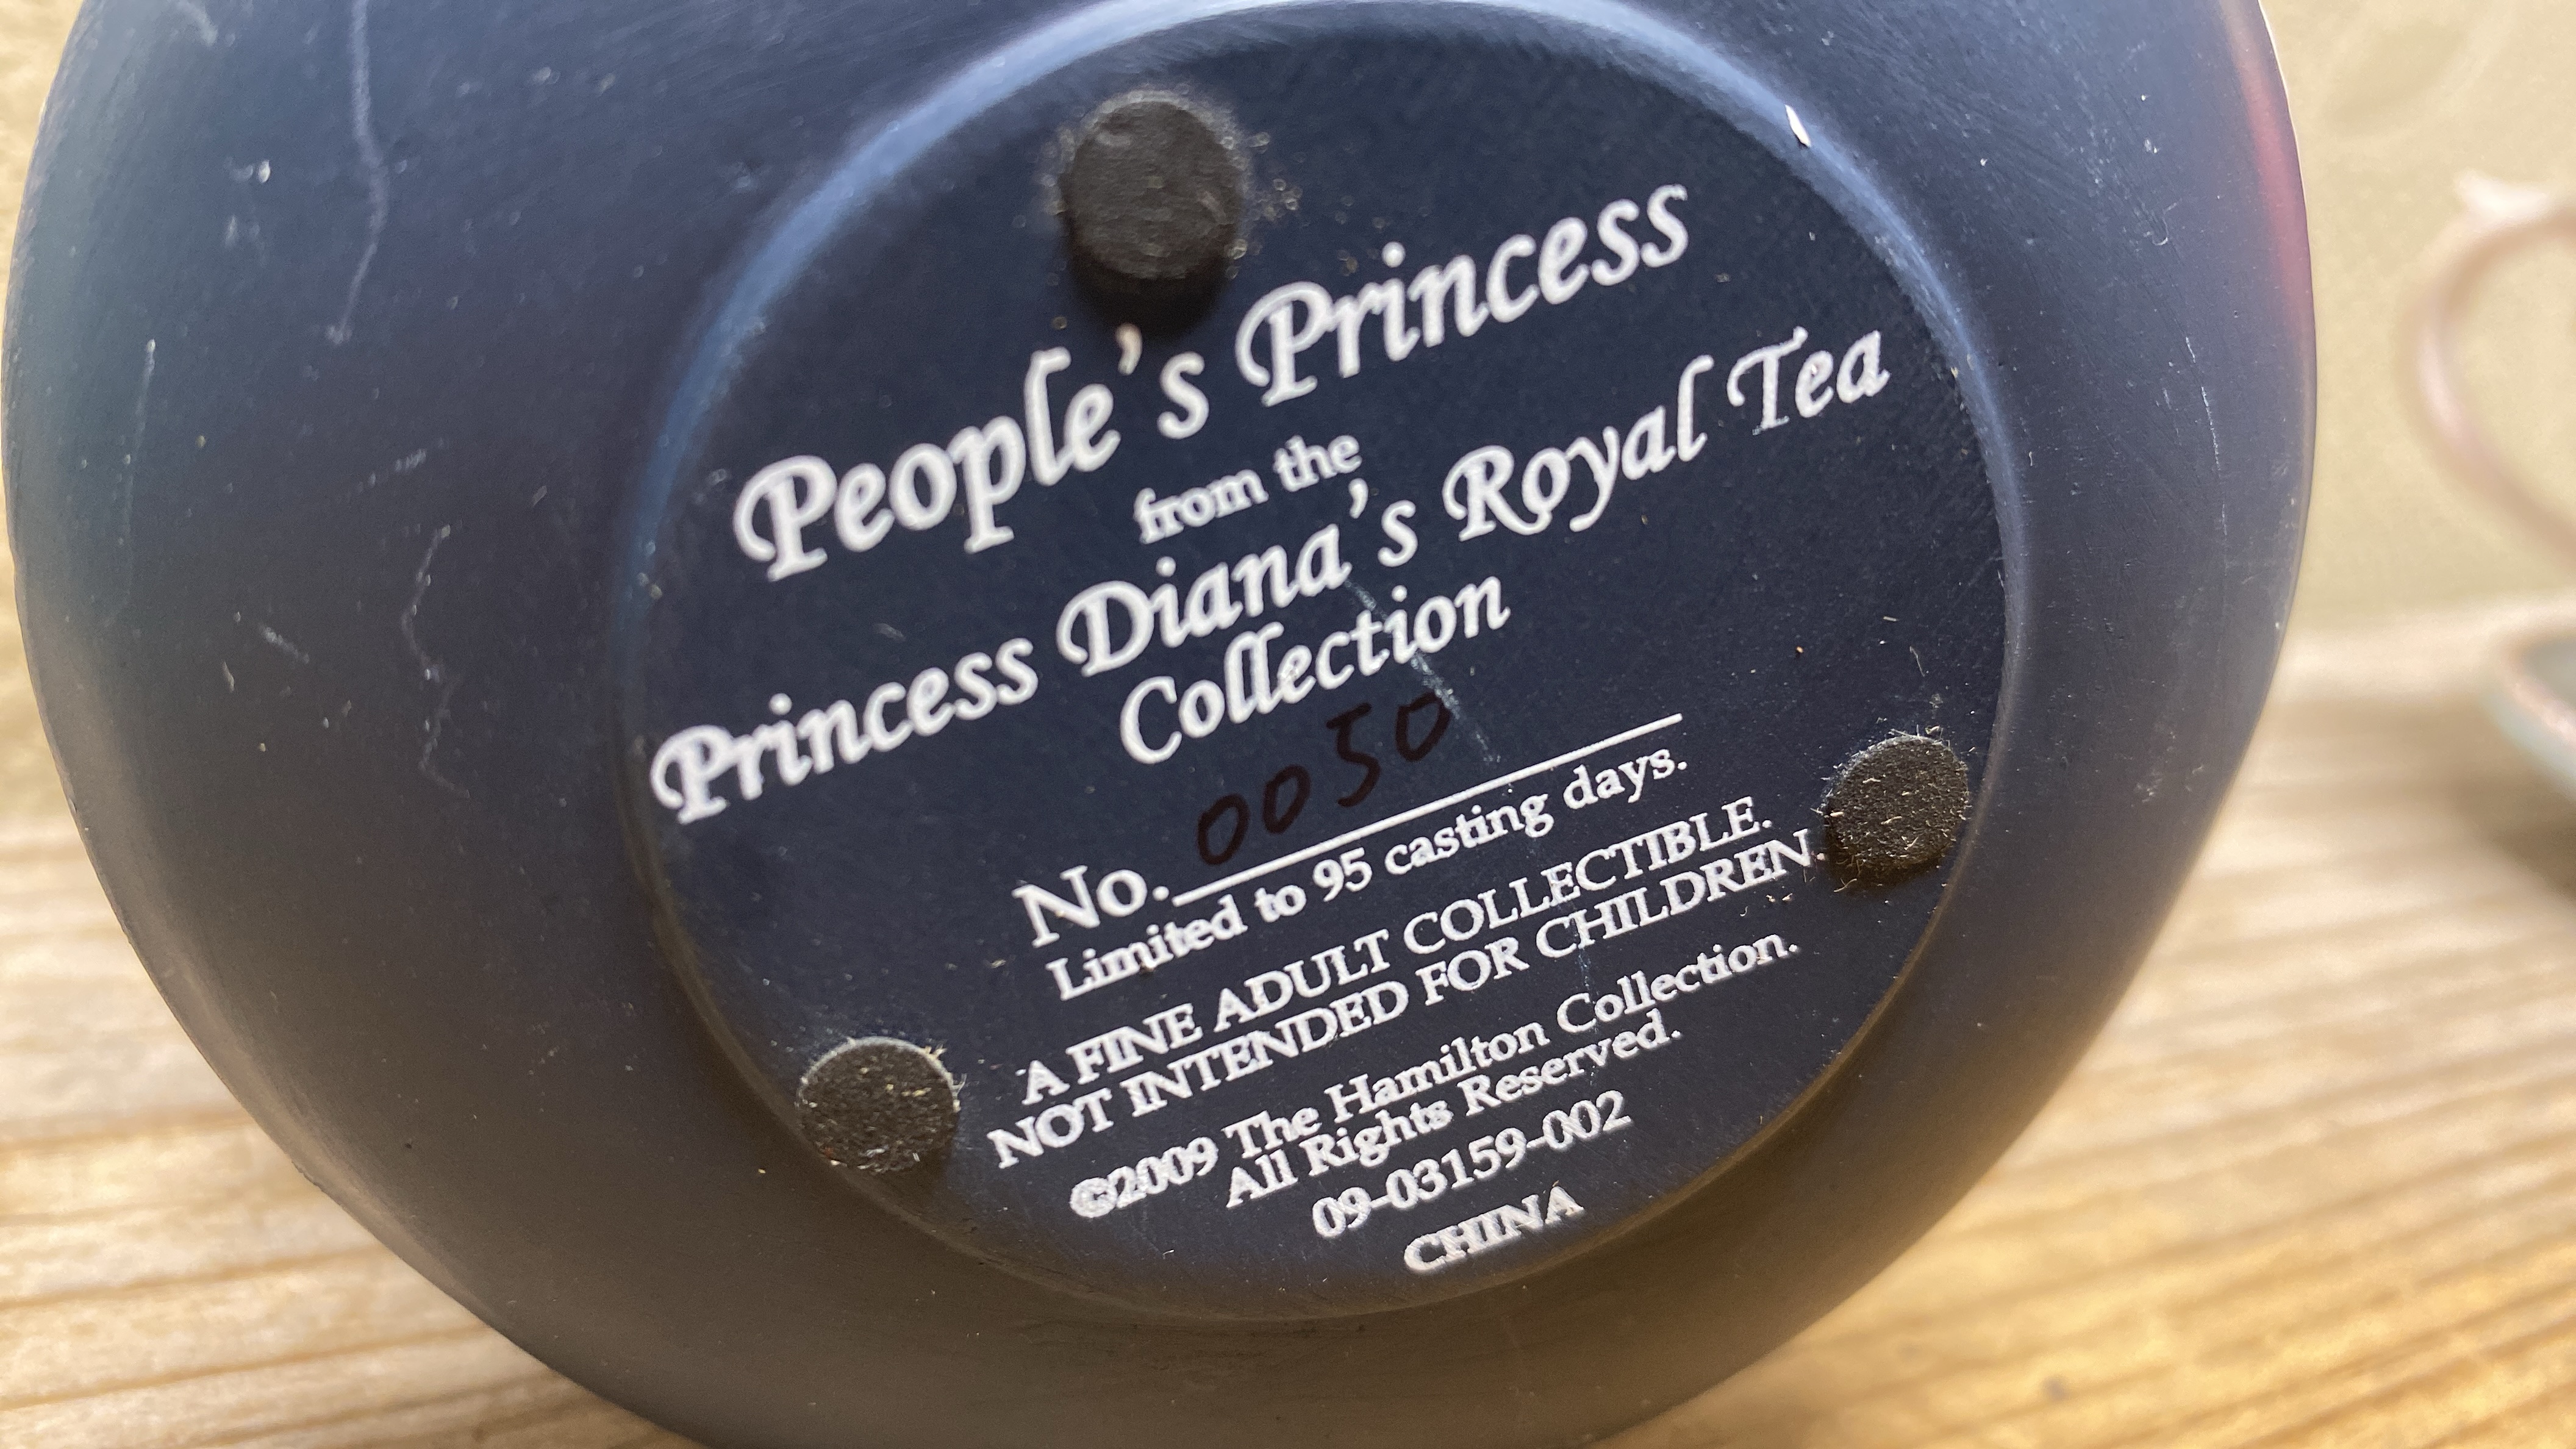 People's Princess
from the
Princess Diana's Royal Tea
Collection
No. 0050
Limited to 95 casting days.
A FINE ADULT COLLECTIBLE.
NOT INTENDED FOR CHILDREN.
©2009 The Hamilton Collection.
All Rights Reserved.
09-03159-002
CHINA